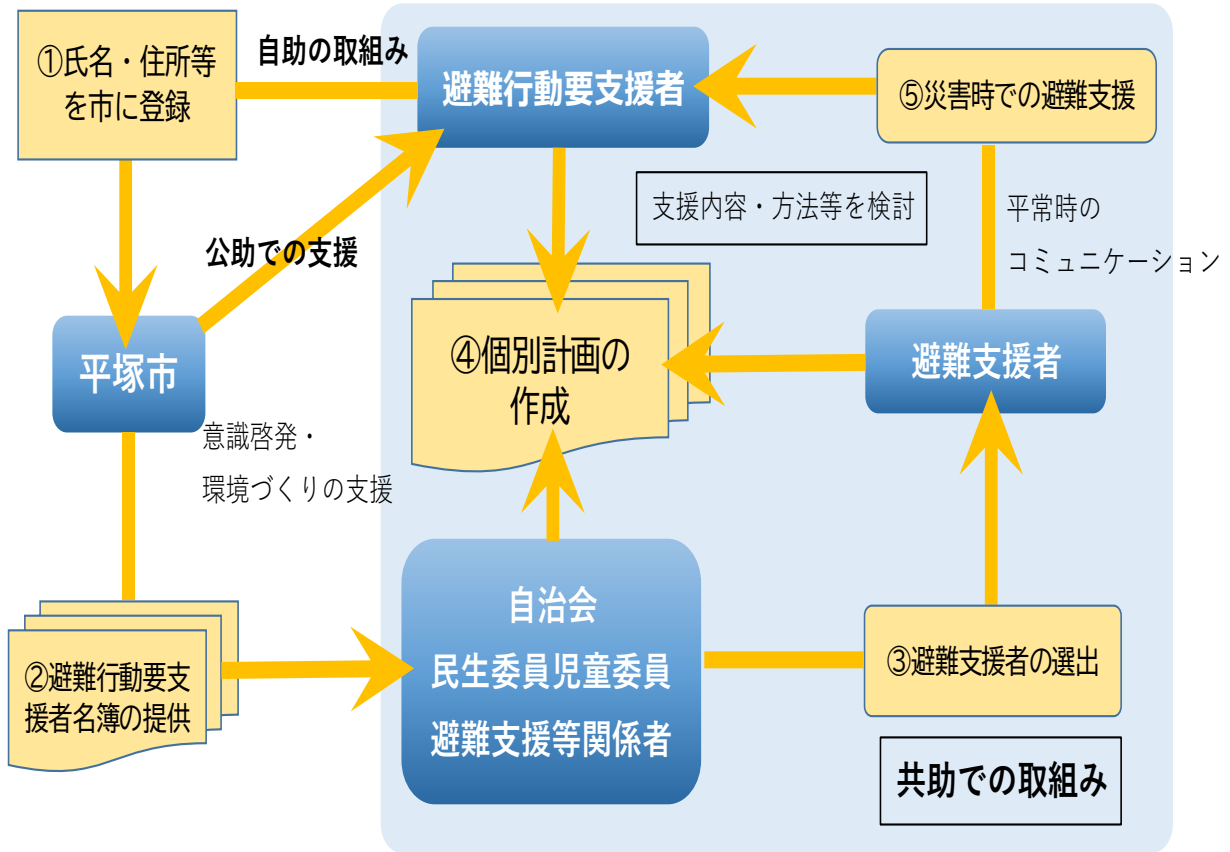 ①氏名・住所等
を市に登録
自助の取組み
避難行動要支援者
⑤災害時での避難支援
支援内容・方法等を検討
平常時の
コミュニケーション
公助での支援
平塚市
④個別計画の
作成
避難支援者
意識啓発・
環境づくりの支援
②避難行動要支
援者名簿の提供
自治会
民生委員児童委員
避難支援等関係者
③避難支援者の選出
共助での取組み